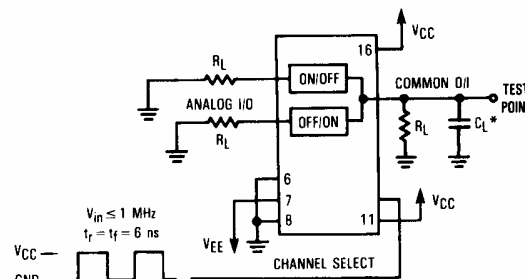 VCC
16
RL
ON/OFF
COMMON O/I
ANALOG I/O
OFF/ON
TEST
POINT
RL
RL
CL*
6
7
8
11
VCC
Vin ≤ 1 MHz
tr = tf = 6 ns
VEE
VCC
CHANNEL SELECT
GND